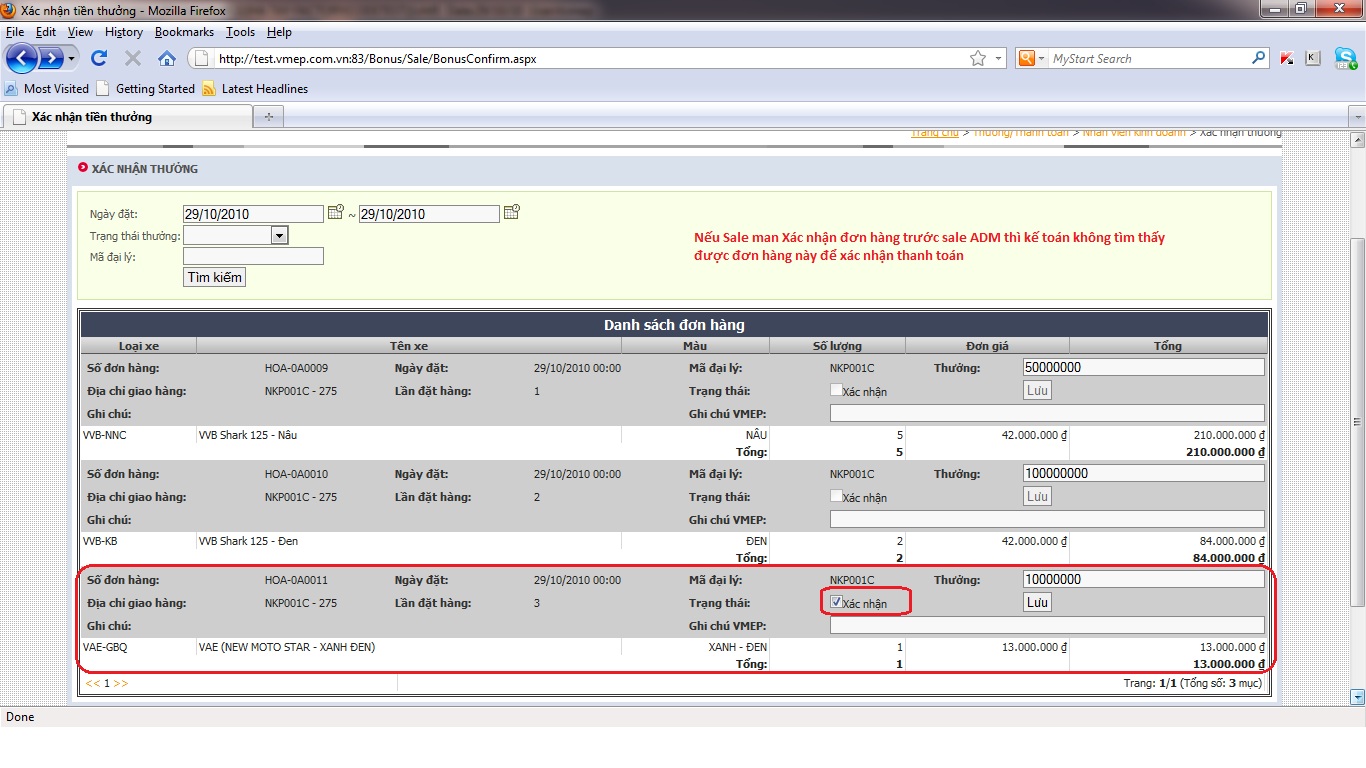 Xác nhận tiền thưởng - Mozilla Firefox
File Edit View History Bookmarks Tools Help
http://test.vmep.com.vn:83/Bonus/Sale/BonusConfirm.aspx
MyStart Search
Most Visited Getting Started Latest Headlines
Xác nhận tiền thưởng
Trang chủ > Thưởng/Thanh toán > Nhân viên kinh doanh > Xác nhận thưởng
XÁC NHẬN THƯỞNG
Ngày đặt: 29/10/2010 ~ 29/10/2010
Trạng thái thưởng:
Mã đại lý:
Tìm kiếm
Nếu Sale man Xác nhận đơn hàng trước sale ADM thì kế toán không tìm thấy
được đơn hàng này để xác nhận thanh toán
Danh sách đơn hàng
Loại xe Tên xe Màu Số lượng Đơn giá Tổng
Số đơn hàng: HOA-0A0009 Ngày đặt: 29/10/2010 00:00 Mã đại lý: NKP001C Thưởng: 50000000
Địa chỉ giao hàng: NKP001C - 275 Lần đặt hàng: 1 Trạng thái: Xác nhận Lưu
Ghi chú: Ghi chú VMEP:
VVB-NNC VVB Shark 125 - Nâu NÂU 5 42.000.000 ₫ 210.000.000 ₫
Tổng: 5 210.000.000 ₫
Số đơn hàng: HOA-0A0010 Ngày đặt: 29/10/2010 00:00 Mã đại lý: NKP001C Thưởng: 100000000
Địa chỉ giao hàng: NKP001C - 275 Lần đặt hàng: 2 Trạng thái: Xác nhận Lưu
Ghi chú: Ghi chú VMEP:
VVB-KB VVB Shark 125 - Đen ĐEN 2 42.000.000 ₫ 84.000.000 ₫
Tổng: 2 84.000.000 ₫
Số đơn hàng: HOA-0A0011 Ngày đặt: 29/10/2010 00:00 Mã đại lý: NKP001C Thưởng: 10000000
Địa chỉ giao hàng: NKP001C - 275 Lần đặt hàng: 3 Trạng thái: Xác nhận Lưu
Ghi chú: Ghi chú VMEP:
VAE-GBQ VAE (NEW MOTO STAR - XANH ĐEN) XANH - ĐEN 1 13.000.000 ₫ 13.000.000 ₫
Tổng: 1 13.000.000 ₫
<< 1 >> Trang: 1/1 (Tổng số: 3 mục)
Done